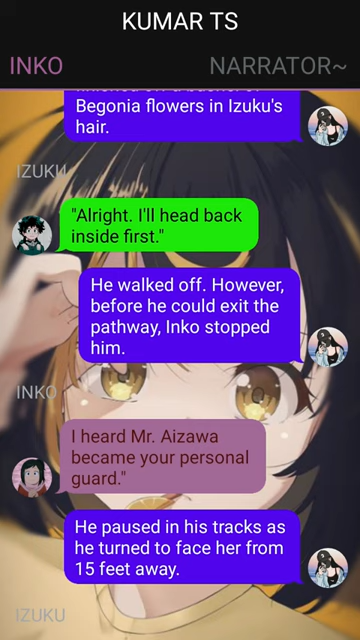 KUMAR TS
INKO
NARRATOR~
Begonia flowers in Izuku's
hair.
IZUKU
"Alright. I'll head back
inside first."
He walked off. However,
before he could exit the
pathway, Inko stopped
him.
INKO
I heard Mr. Aizawa
became your personal
guard."
He paused in his tracks as
he turned to face her from
15 feet away.
IZUKU